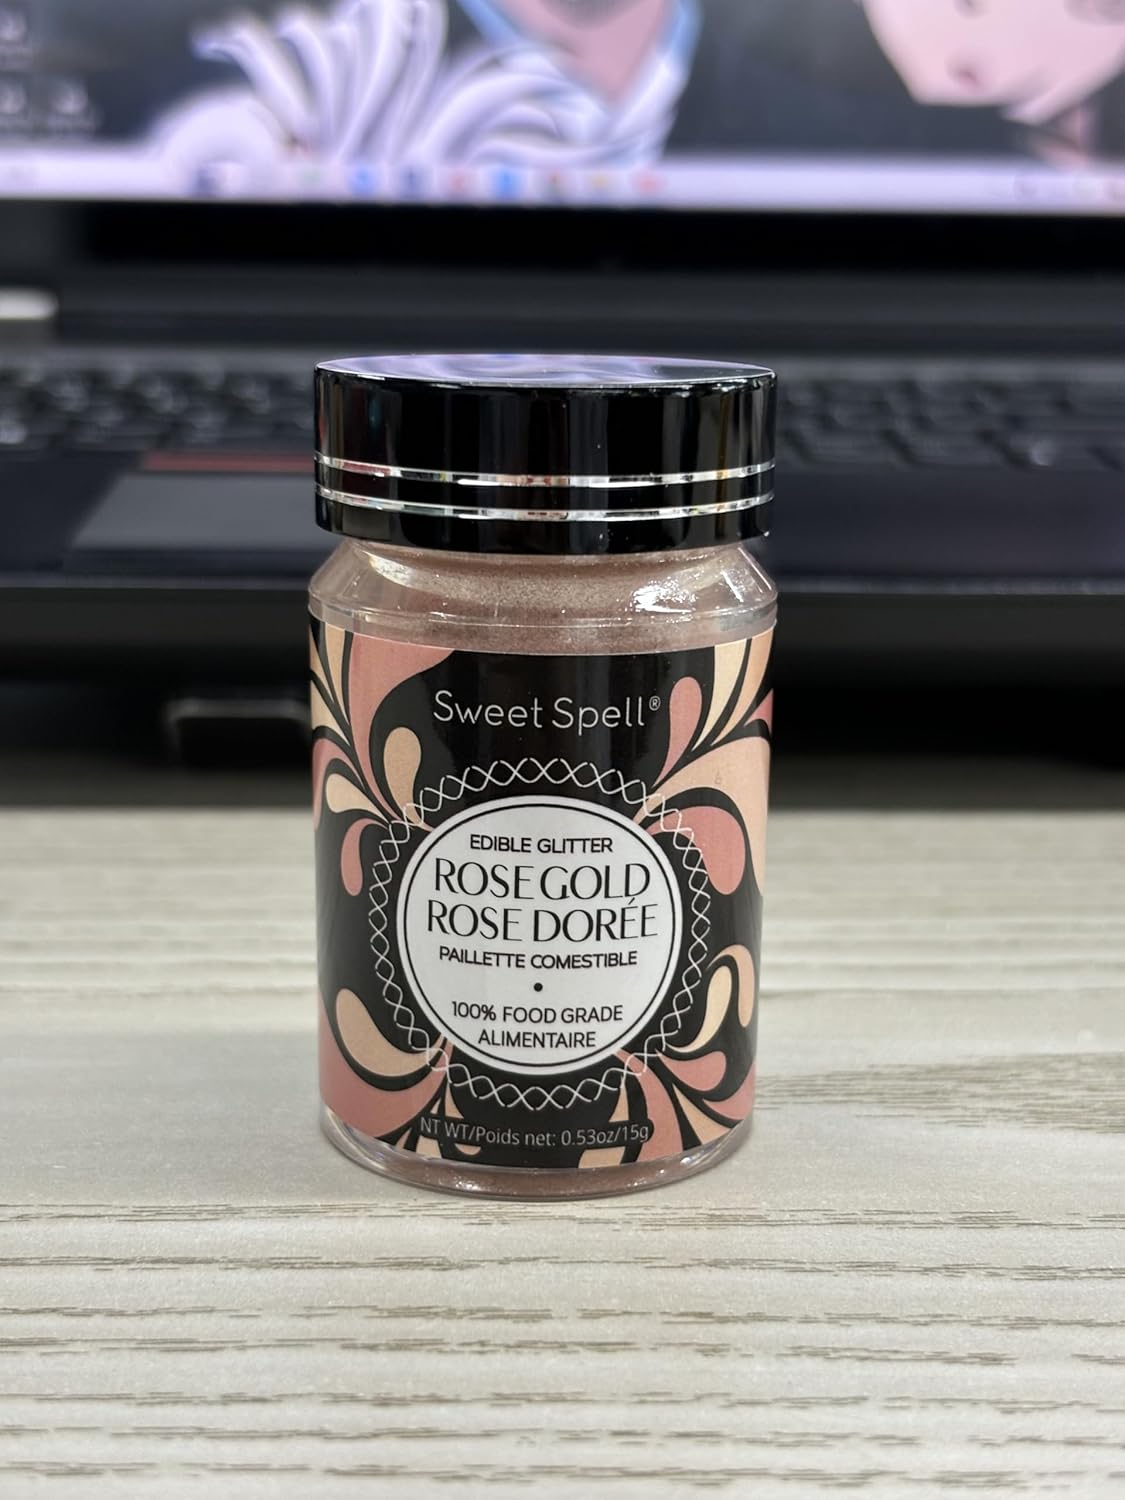 Sweet Spell®
EDIBLE GLITTER
ROSE GOLD
ROSE DORÉE
PAILLETTE COMESTIBLE
•
100% FOOD GRADE
ALIMENTAIRE
NT WT/Poids net: 0.53oz/15g